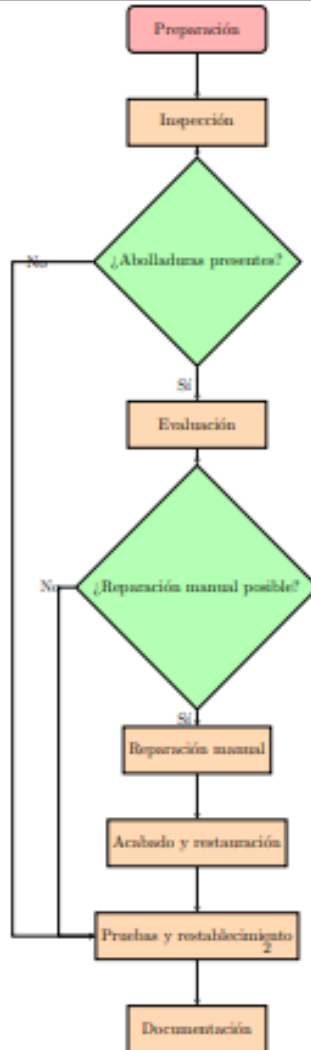 Preparación
Inspección
¿Abolladuras presentes?
No
Sí
Evaluación
¿Reparación manual posible?
No
Sí
Reparación manual
Acabado y restauración
Pruebas y restablecimiento
2
Documentación